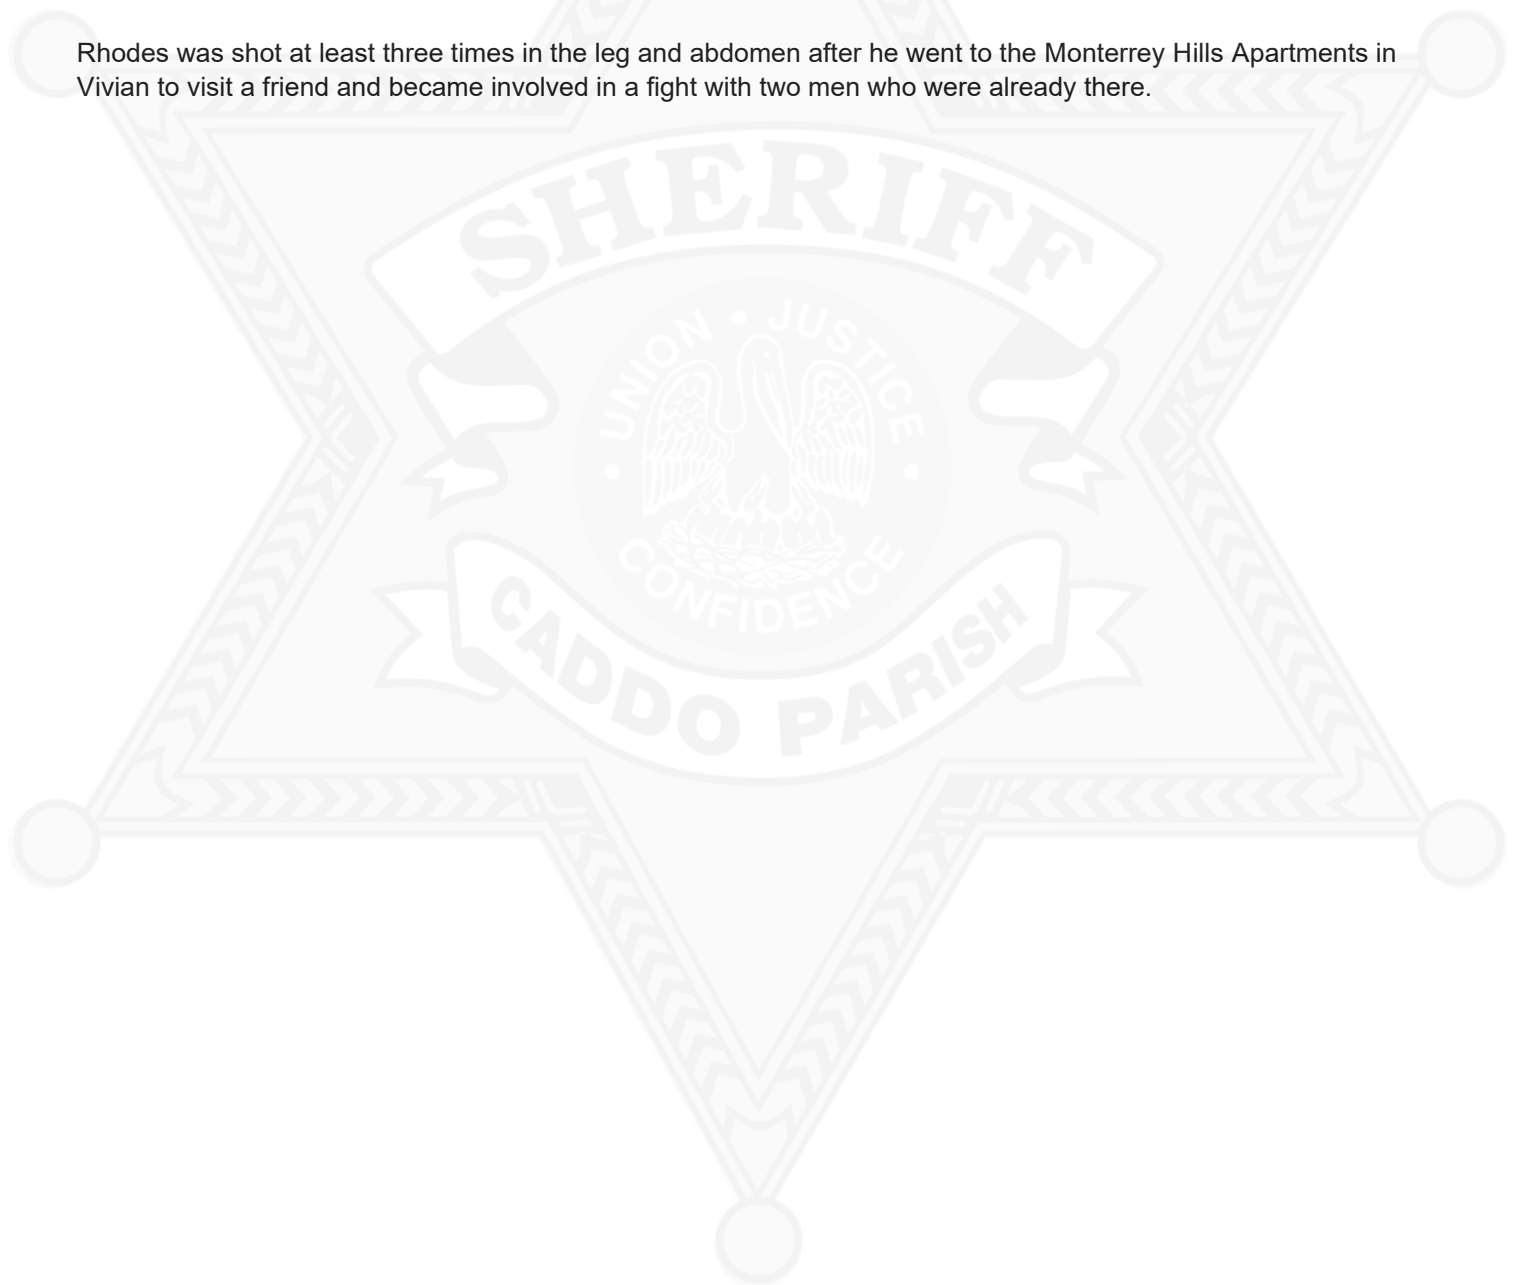 Rhodes was shot at least three times in the leg and abdomen after he went to the Monterrey Hills Apartments in
Vivian to visit a friend and became involved in a fight with two men who were already there.
SHERIFF
UNION • JUSTICE
• CONFIDENCE •
CADDO PARISH